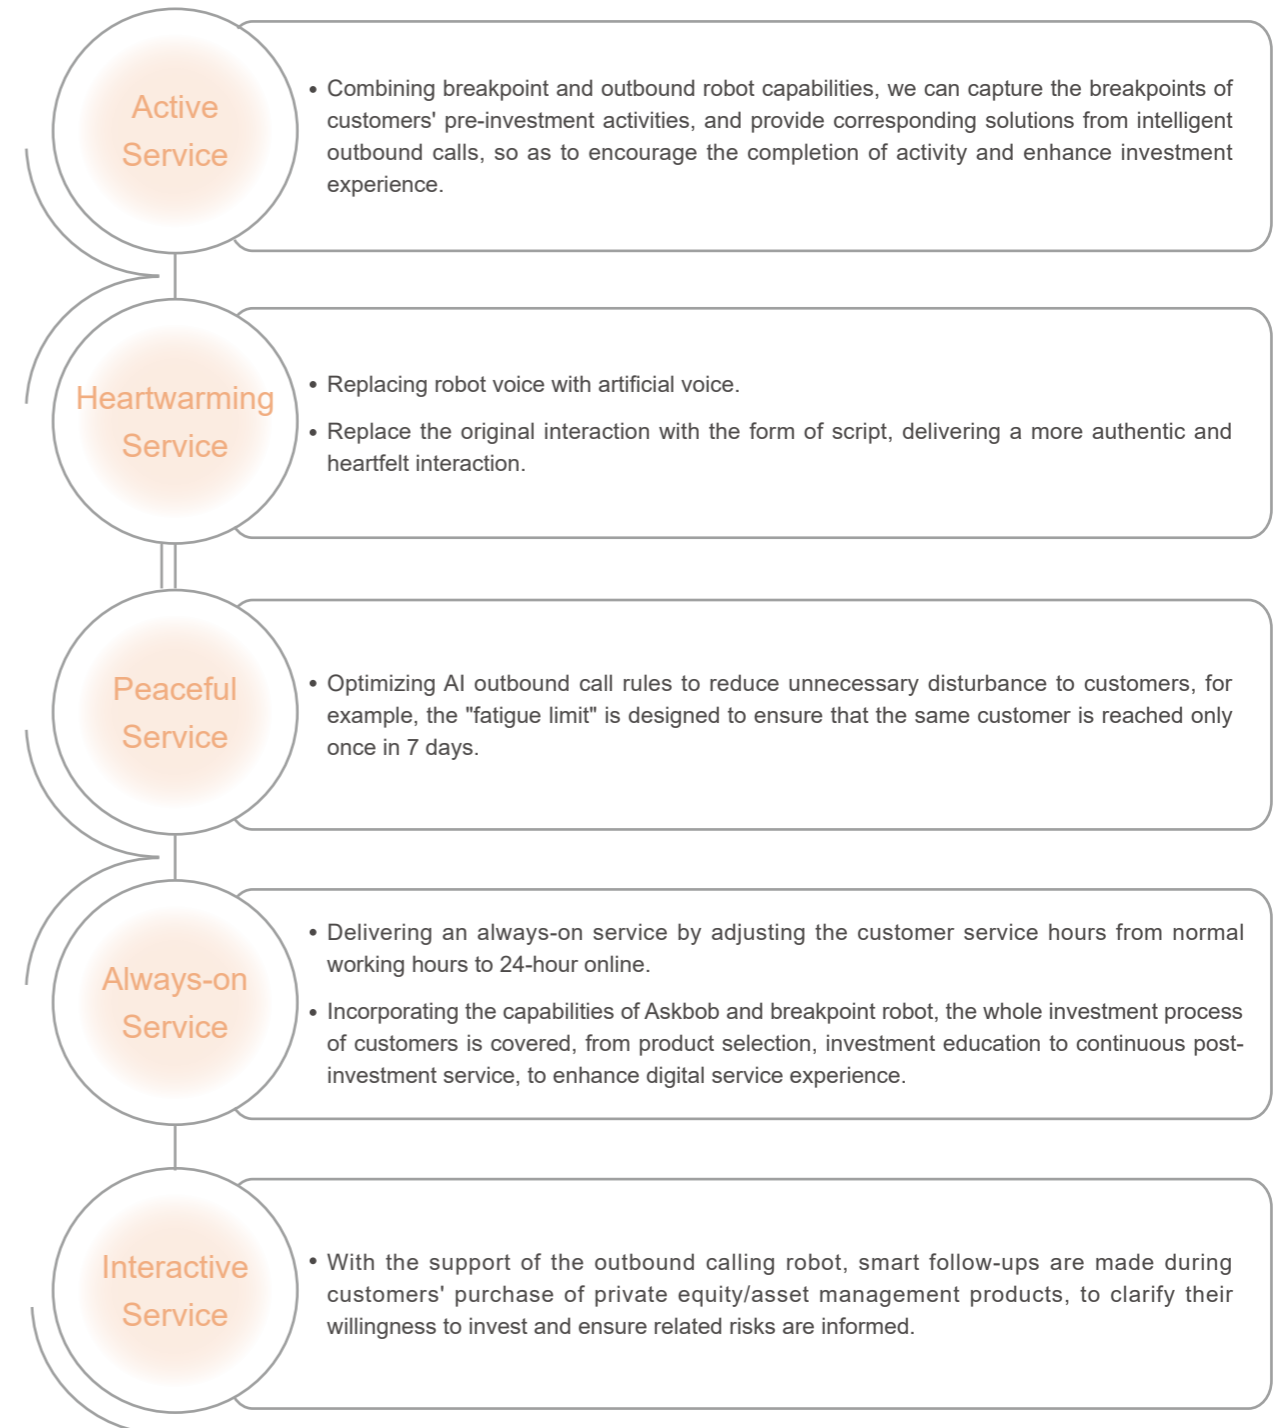 Active
Service
• Combining breakpoint and outbound robot capabilities, we can capture the breakpoints of
customers' pre-investment activities, and provide corresponding solutions from intelligent
outbound calls, so as to encourage the completion of activity and enhance investment
experience.
Heartwarming
Service
• Replacing robot voice with artificial voice.
• Replace the original interaction with the form of script, delivering a more authentic and
heartfelt interaction.
Peaceful
Service
• Optimizing AI outbound call rules to reduce unnecessary disturbance to customers, for
example, the "fatigue limit" is designed to ensure that the same customer is reached only
once in 7 days.
Always-on
Service
• Delivering an always-on service by adjusting the customer service hours from normal
working hours to 24-hour online.
• Incorporating the capabilities of Askbob and breakpoint robot, the whole investment process
of customers is covered, from product selection, investment education to continuous post-
investment service, to enhance digital service experience.
Interactive
Service
• With the support of the outbound calling robot, smart follow-ups are made during
customers' purchase of private equity/asset management products, to clarify their
willingness to invest and ensure related risks are informed.